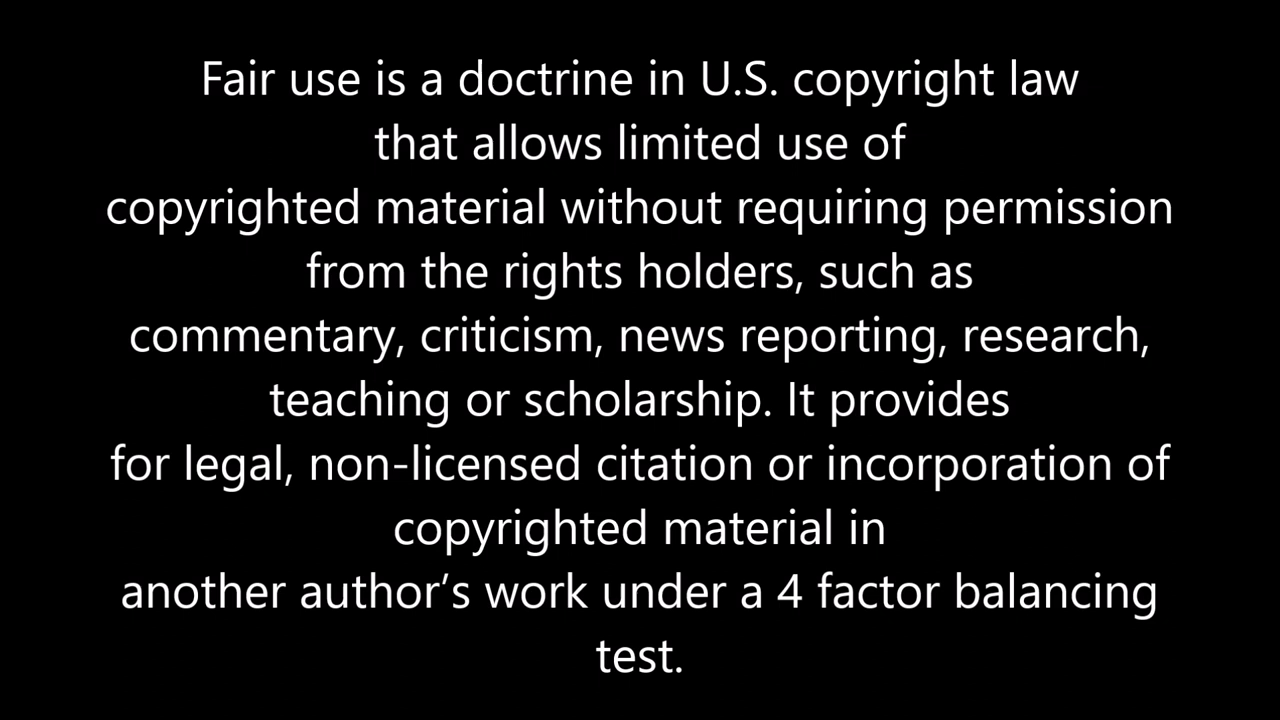 Fair use is a doctrine in U.S. copyright law
that allows limited use of
copyrighted material without requiring permission
from the rights holders, such as
commentary, criticism, news reporting, research,
teaching or scholarship. It provides
for legal, non-licensed citation or incorporation of
copyrighted material in
another author’s work under a 4 factor balancing
test.